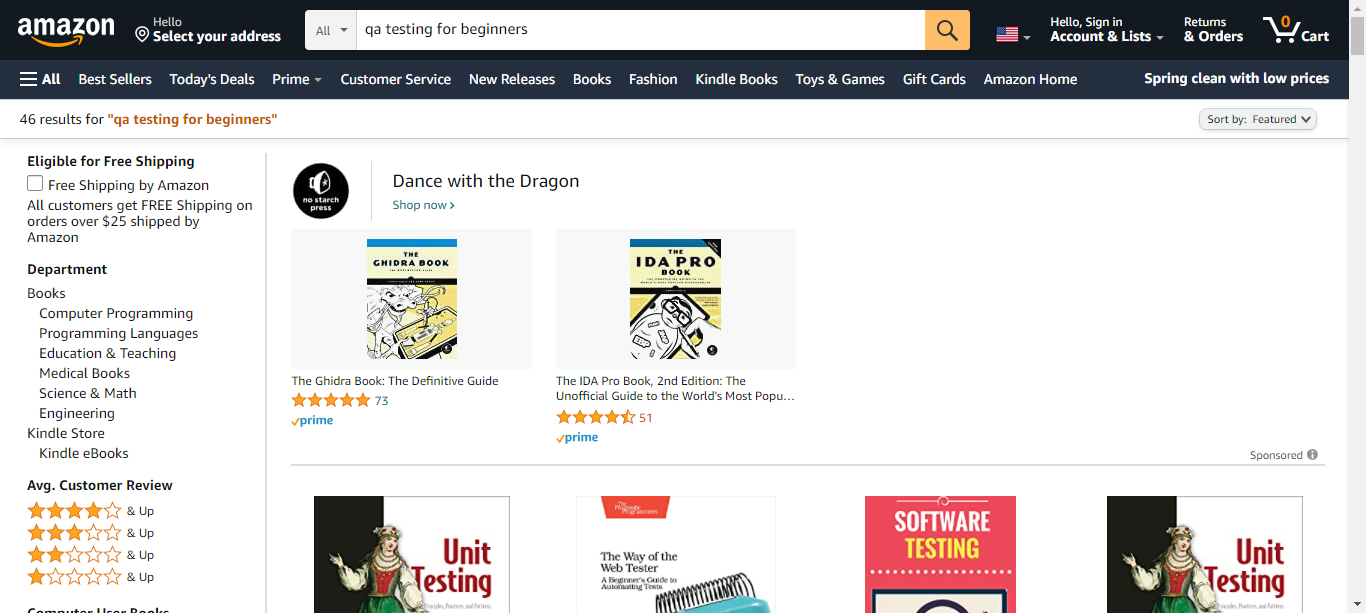 amazon
Hello
Select your address
All
qa testing for beginners
Hello, Sign in
Account & Lists
Returns
& Orders
0
Cart
All
Best Sellers
Today's Deals
Prime
Customer Service
New Releases
Books
Fashion
Kindle Books
Toys & Games
Gift Cards
Amazon Home
Spring clean with low prices
46 results for "qa testing for beginners"
Sort by: Featured
Eligible for Free Shipping
Free Shipping by Amazon
All customers get FREE Shipping on
orders over $25 shipped by
Amazon
Department
Books
Computer Programming
Programming Languages
Education & Teaching
Medical Books
Science & Math
Engineering
Kindle Store
Kindle eBooks
Avg. Customer Review
& Up
& Up
& Up
& Up
Computer User Books
no starch
press
Dance with the Dragon
Shop now
THE
GHIDRA BOOK
The Ghidra Book: The Definitive Guide
73
prime
THE
IDA PRO
BOOK
The IDA Pro Book, 2nd Edition: The
Unofficial Guide to the World's Most Popu...
51
prime
Sponsored
Unit
Testing
Principles, Practices, and Patterns
The
Pragmatic
Programmers
The Way of the
Web Tester
A Beginner's Guide to
Automating Tests
SOFTWARE
TESTING
Unit
Testing
Principles, Practices, and Patterns